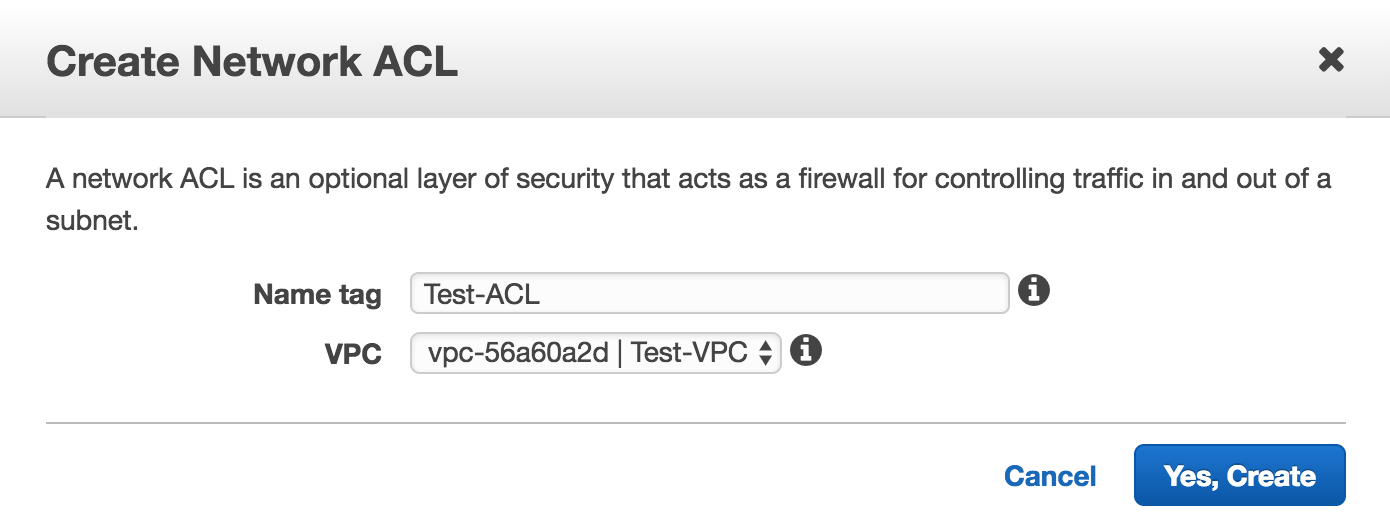 Create Network ACL
A network ACL is an optional layer of security that acts as a firewall for controlling traffic in and out of a
subnet.
Name tag Test-ACL
VPC vpc-56a60a2d | Test-VPC
Cancel Yes, Create